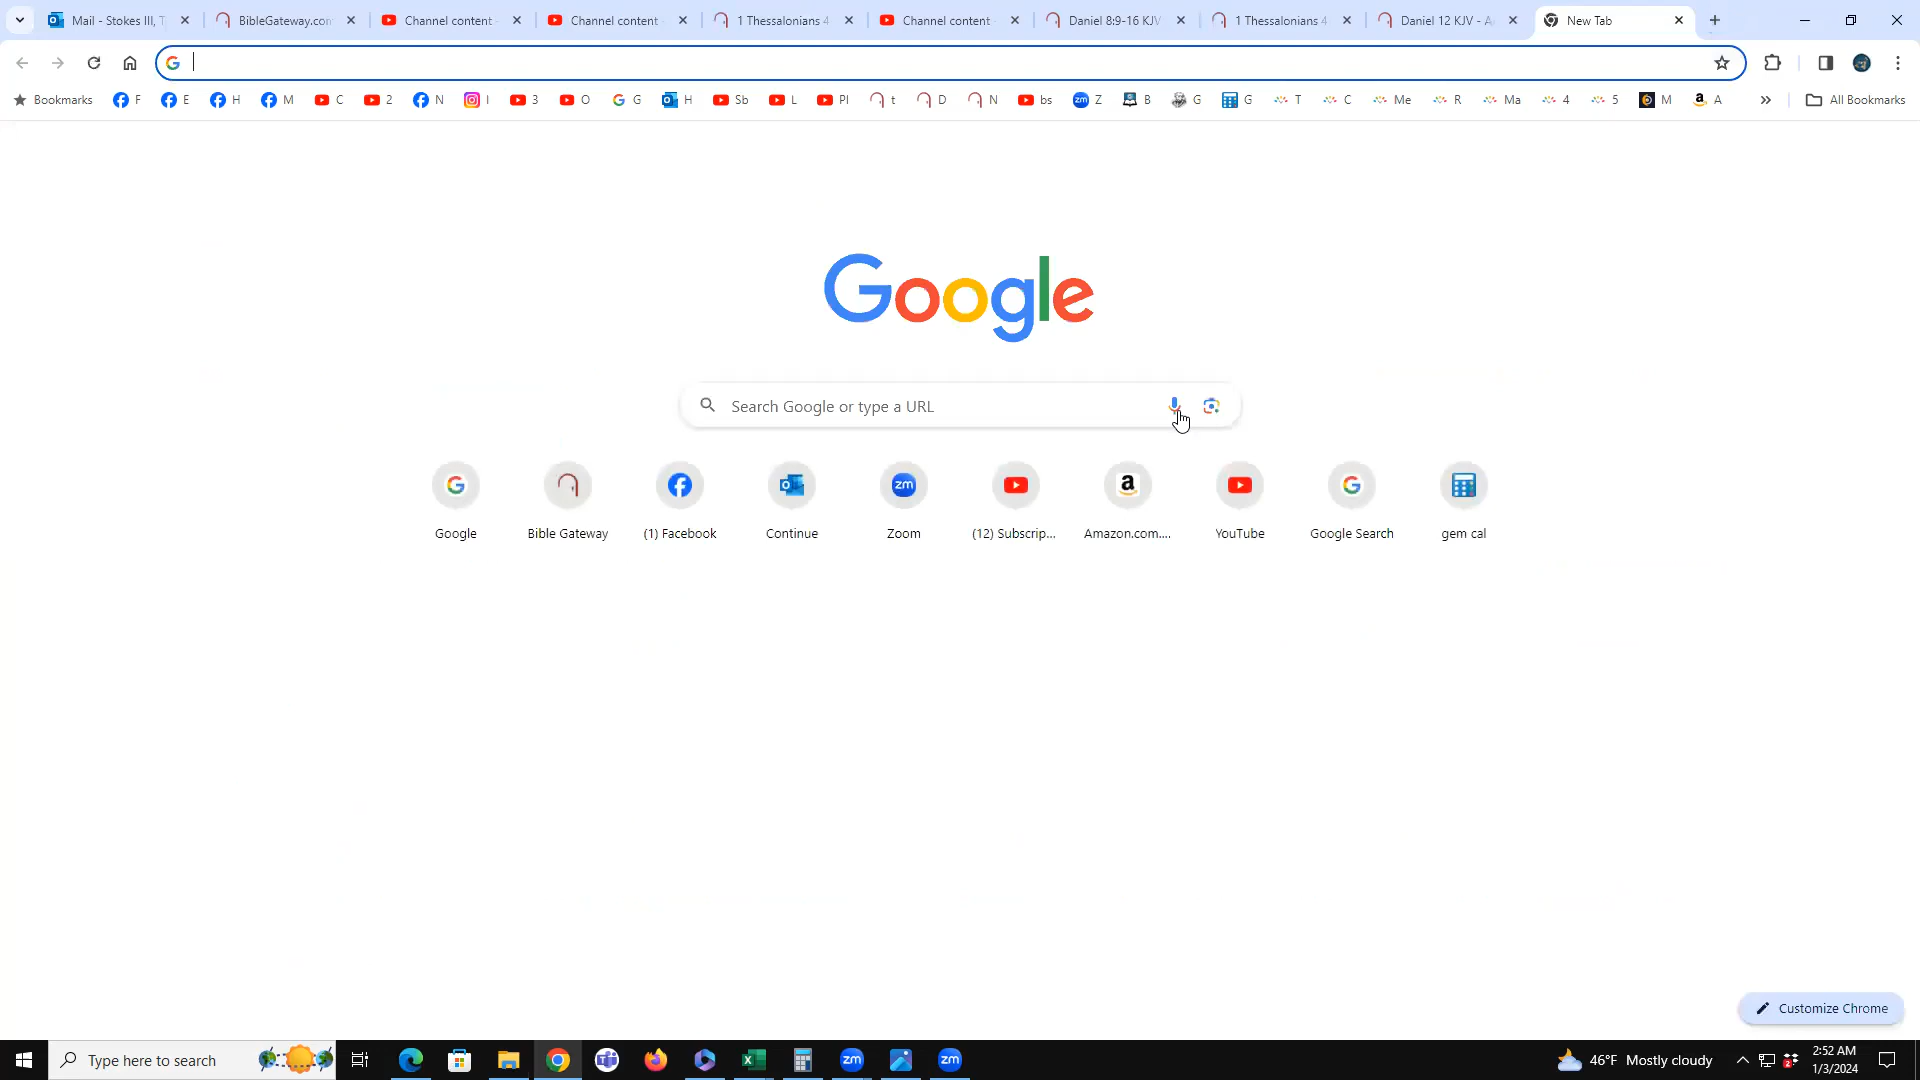 Mail - Stokes III, T
BibleGateway.com
Channel content -
Channel content -
1 Thessalonians 4
Channel content -
Daniel 8:9-16 KJV
1 Thessalonians 4
Daniel 12 KJV - A
New Tab
Bookmarks F E H M C 2 N I 3 O G H Sb L Pl t D N bs Z B G G T C Me R Ma 4 5 M A All Bookmarks
Google
Search Google or type a URL
Google
Bible Gateway
(1) Facebook
Continue
Zoom
(12) Subscrip...
Amazon.com....
YouTube
Google Search
gem cal
Customize Chrome
Type here to search
46°F Mostly cloudy
2:52 AM
1/3/2024